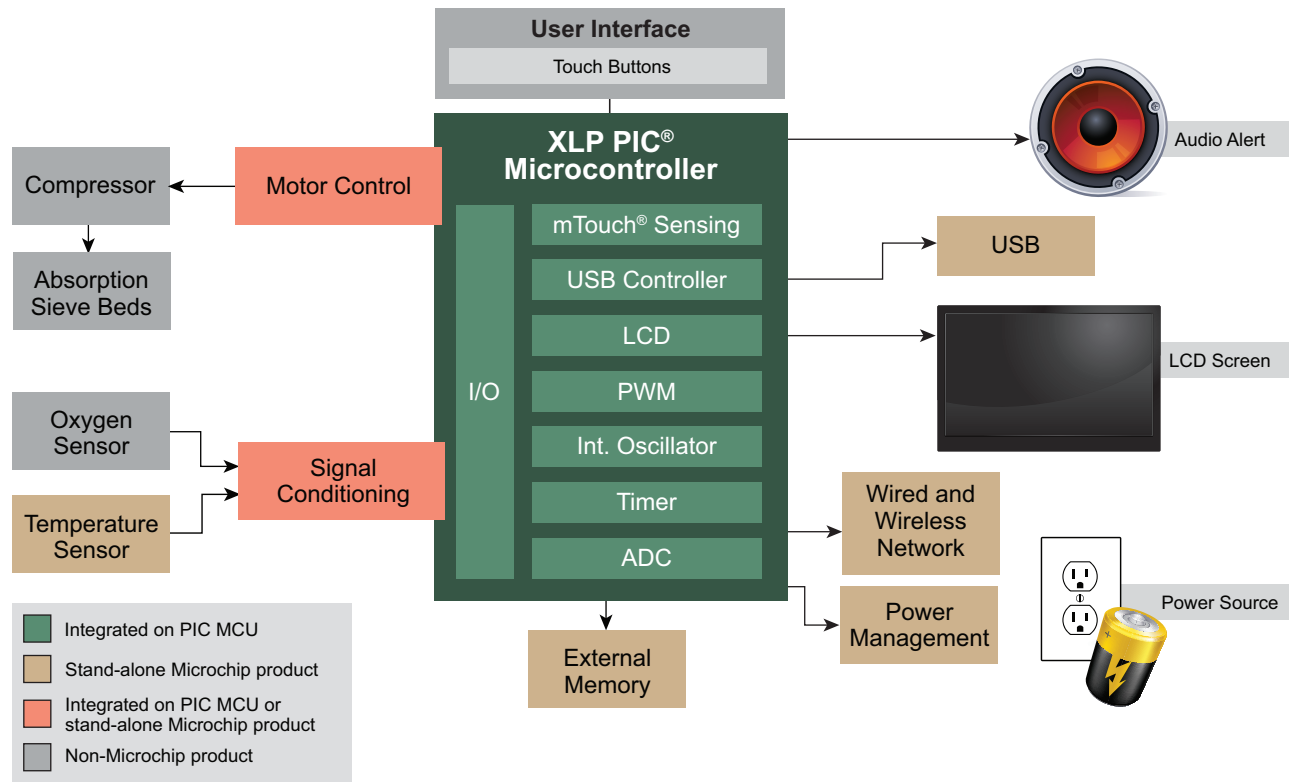 User Interface
Touch Buttons
XLP PIC®
Microcontroller
I/O
mTouch® Sensing
USB Controller
LCD
PWM
Int. Oscillator
Timer
ADC
Motor Control
Compressor
Absorption
Sieve Beds
Oxygen
Sensor
Temperature
Sensor
Signal
Conditioning
Audio Alert
USB
LCD Screen
Wired and
Wireless
Network
Power
Management
Power Source
+
External
Memory
Integrated on PIC MCU
Stand-alone Microchip product
Integrated on PIC MCU or
stand-alone Microchip product
Non-Microchip product